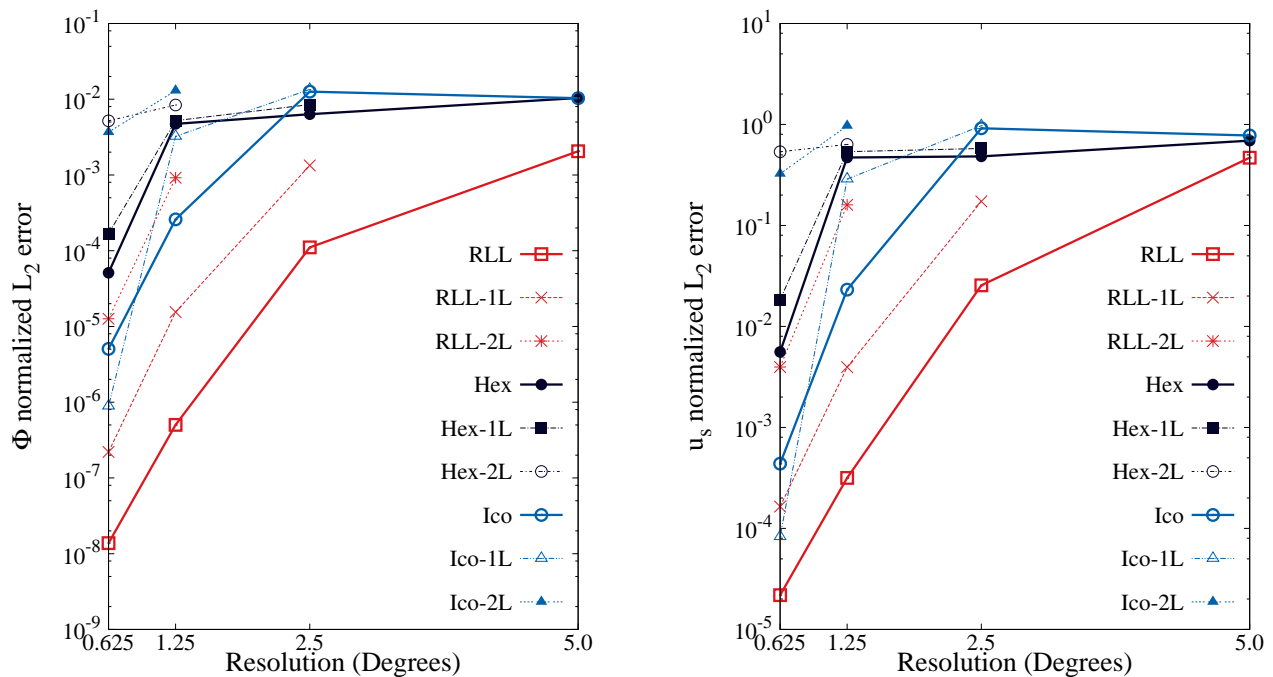 10^-1
10^-2
10^-3
10^-4
10^-5
10^-6
10^-7
10^-8
10^-9
0.625
1.25
2.5
5.0
Φ normalized L_2 error
Resolution (Degrees)
RLL
RLL-1L
RLL-2L
Hex
Hex-1L
Hex-2L
Ico
Ico-1L
Ico-2L
10^1
10^0
10^-1
10^-2
10^-3
10^-4
10^-5
0.625
1.25
2.5
5.0
u_s normalized L_2 error
Resolution (Degrees)
RLL
RLL-1L
RLL-2L
Hex
Hex-1L
Hex-2L
Ico
Ico-1L
Ico-2L